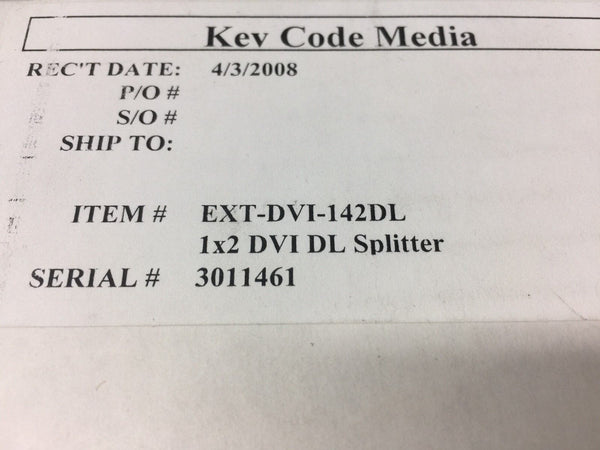 Key Code Media
REC'T DATE: 4/3/2008
P/O #
S/O #
SHIP TO:
ITEM # EXT-DVI-142DL
1x2 DVI DL Splitter
SERIAL # 3011461